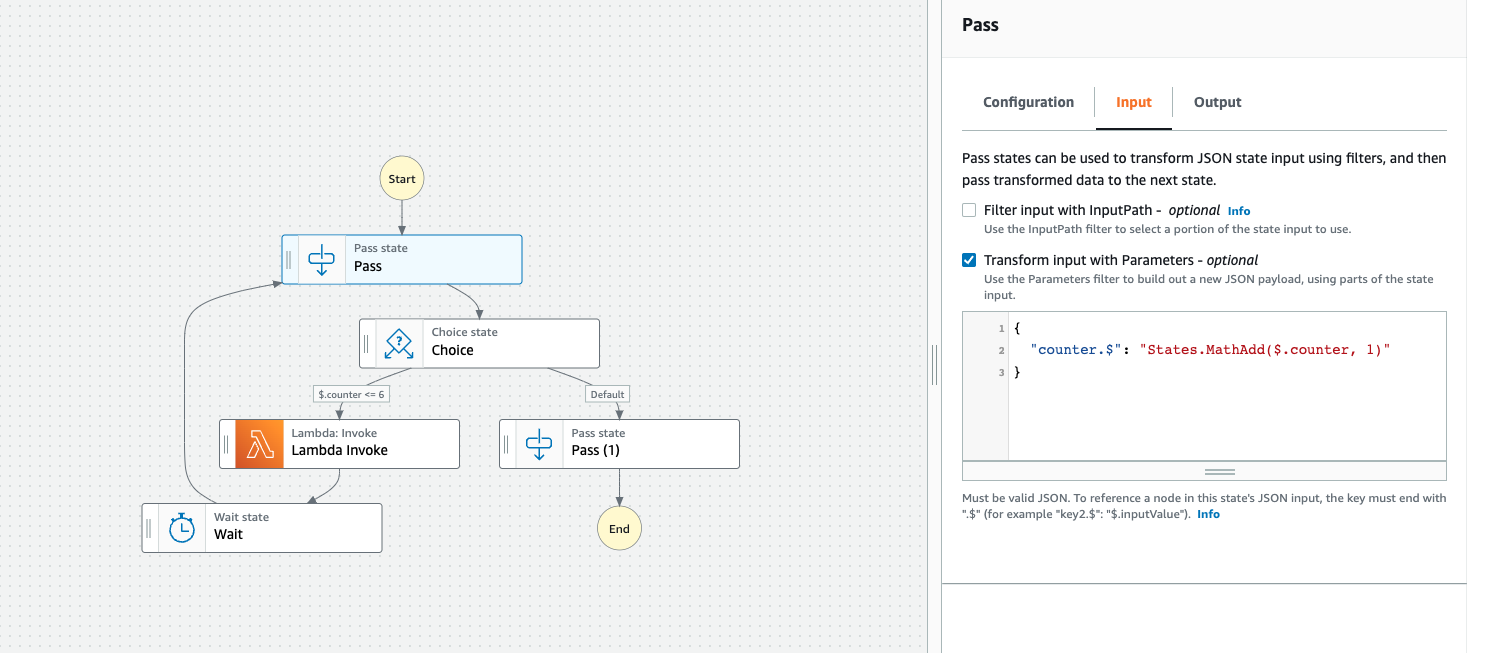 Start
Pass state
Pass
Choice state
Choice
$.counter <= 6
Default
Lambda: Invoke
Lambda Invoke
Pass state
Pass (1)
Wait state
Wait
End
Pass
Configuration
Input
Output
Pass states can be used to transform JSON state input using filters, and then
pass transformed data to the next state.
Filter input with InputPath - optional Info
Use the InputPath filter to select a portion of the state input to use.
Transform input with Parameters - optional
Use the Parameters filter to build out a new JSON payload, using parts of the state
input.
1 {
2 "counter.$": "States.MathAdd($.counter, 1)"
3 }
Must be valid JSON. To reference a node in this state's JSON input, the key must end with
".$" (for example "key2.$": "$.inputValue"). Info